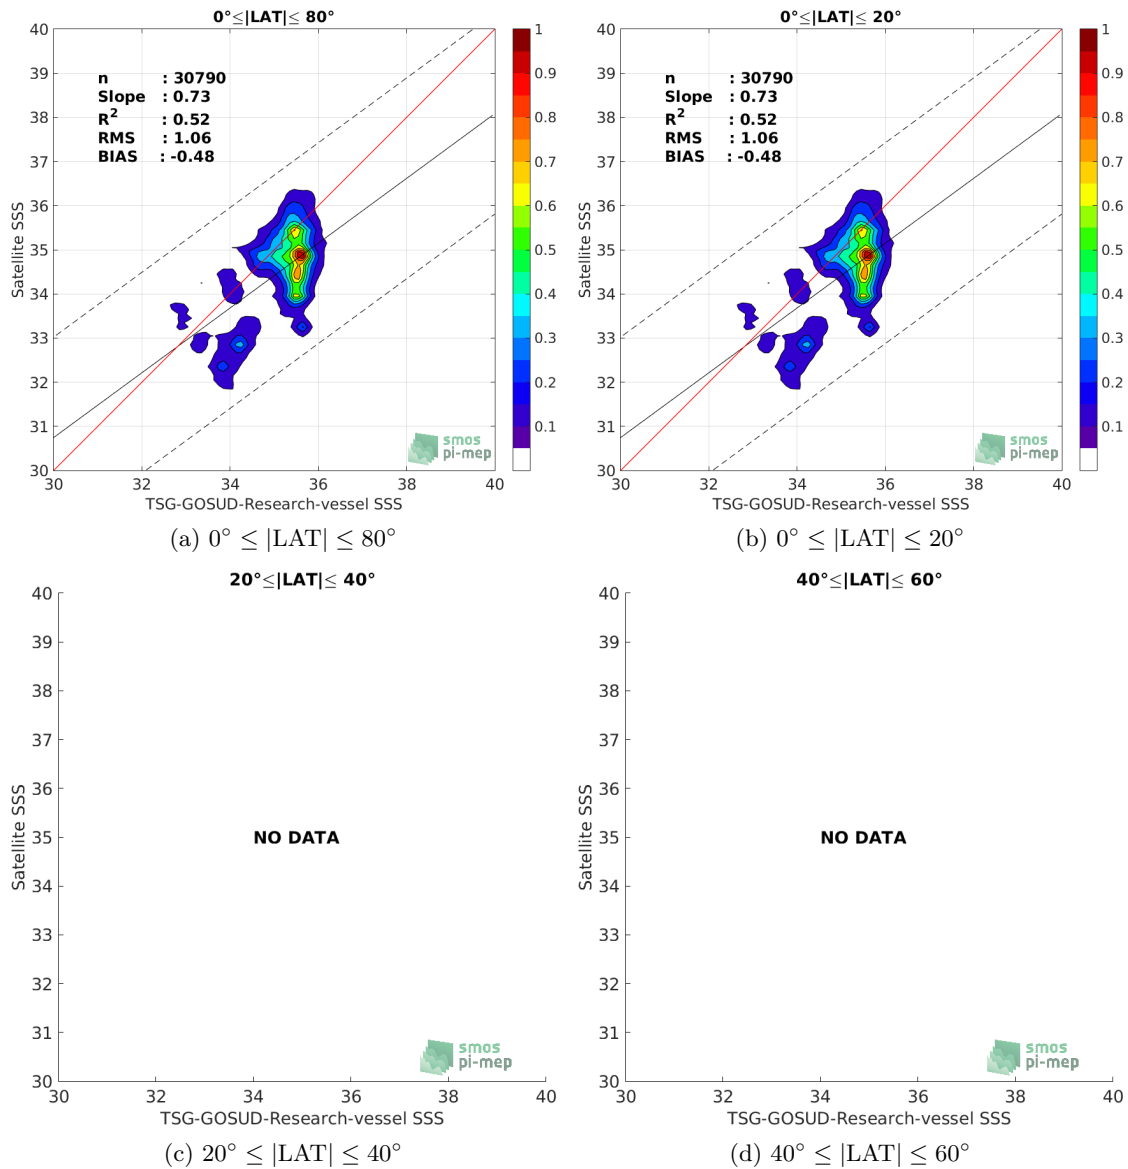 0°≤|LAT|≤ 80°
40
39
38
37
36
35
34
33
32
31
30
Satellite SSS
n : 30790
Slope : 0.73
R2 : 0.52
RMS : 1.06
BIAS : -0.48
smos
pi-mep
30 32 34 36 38 40
TSG-GOSUD-Research-vessel SSS
1
0.9
0.8
0.7
0.6
0.5
0.4
0.3
0.2
0.1
(a) 0° ≤ |LAT| ≤ 80°
0°≤|LAT|≤ 20°
40
39
38
37
36
35
34
33
32
31
30
Satellite SSS
n : 30790
Slope : 0.73
R2 : 0.52
RMS : 1.06
BIAS : -0.48
smos
pi-mep
30 32 34 36 38 40
TSG-GOSUD-Research-vessel SSS
1
0.9
0.8
0.7
0.6
0.5
0.4
0.3
0.2
0.1
(b) 0° ≤ |LAT| ≤ 20°
20°≤|LAT|≤ 40°
40
39
38
37
36
35
34
33
32
31
30
Satellite SSS
NO DATA
smos
pi-mep
30 32 34 36 38 40
TSG-GOSUD-Research-vessel SSS
(c) 20° ≤ |LAT| ≤ 40°
40°≤|LAT|≤ 60°
40
39
38
37
36
35
34
33
32
31
30
Satellite SSS
NO DATA
smos
pi-mep
30 32 34 36 38 40
TSG-GOSUD-Research-vessel SSS
(d) 40° ≤ |LAT| ≤ 60°